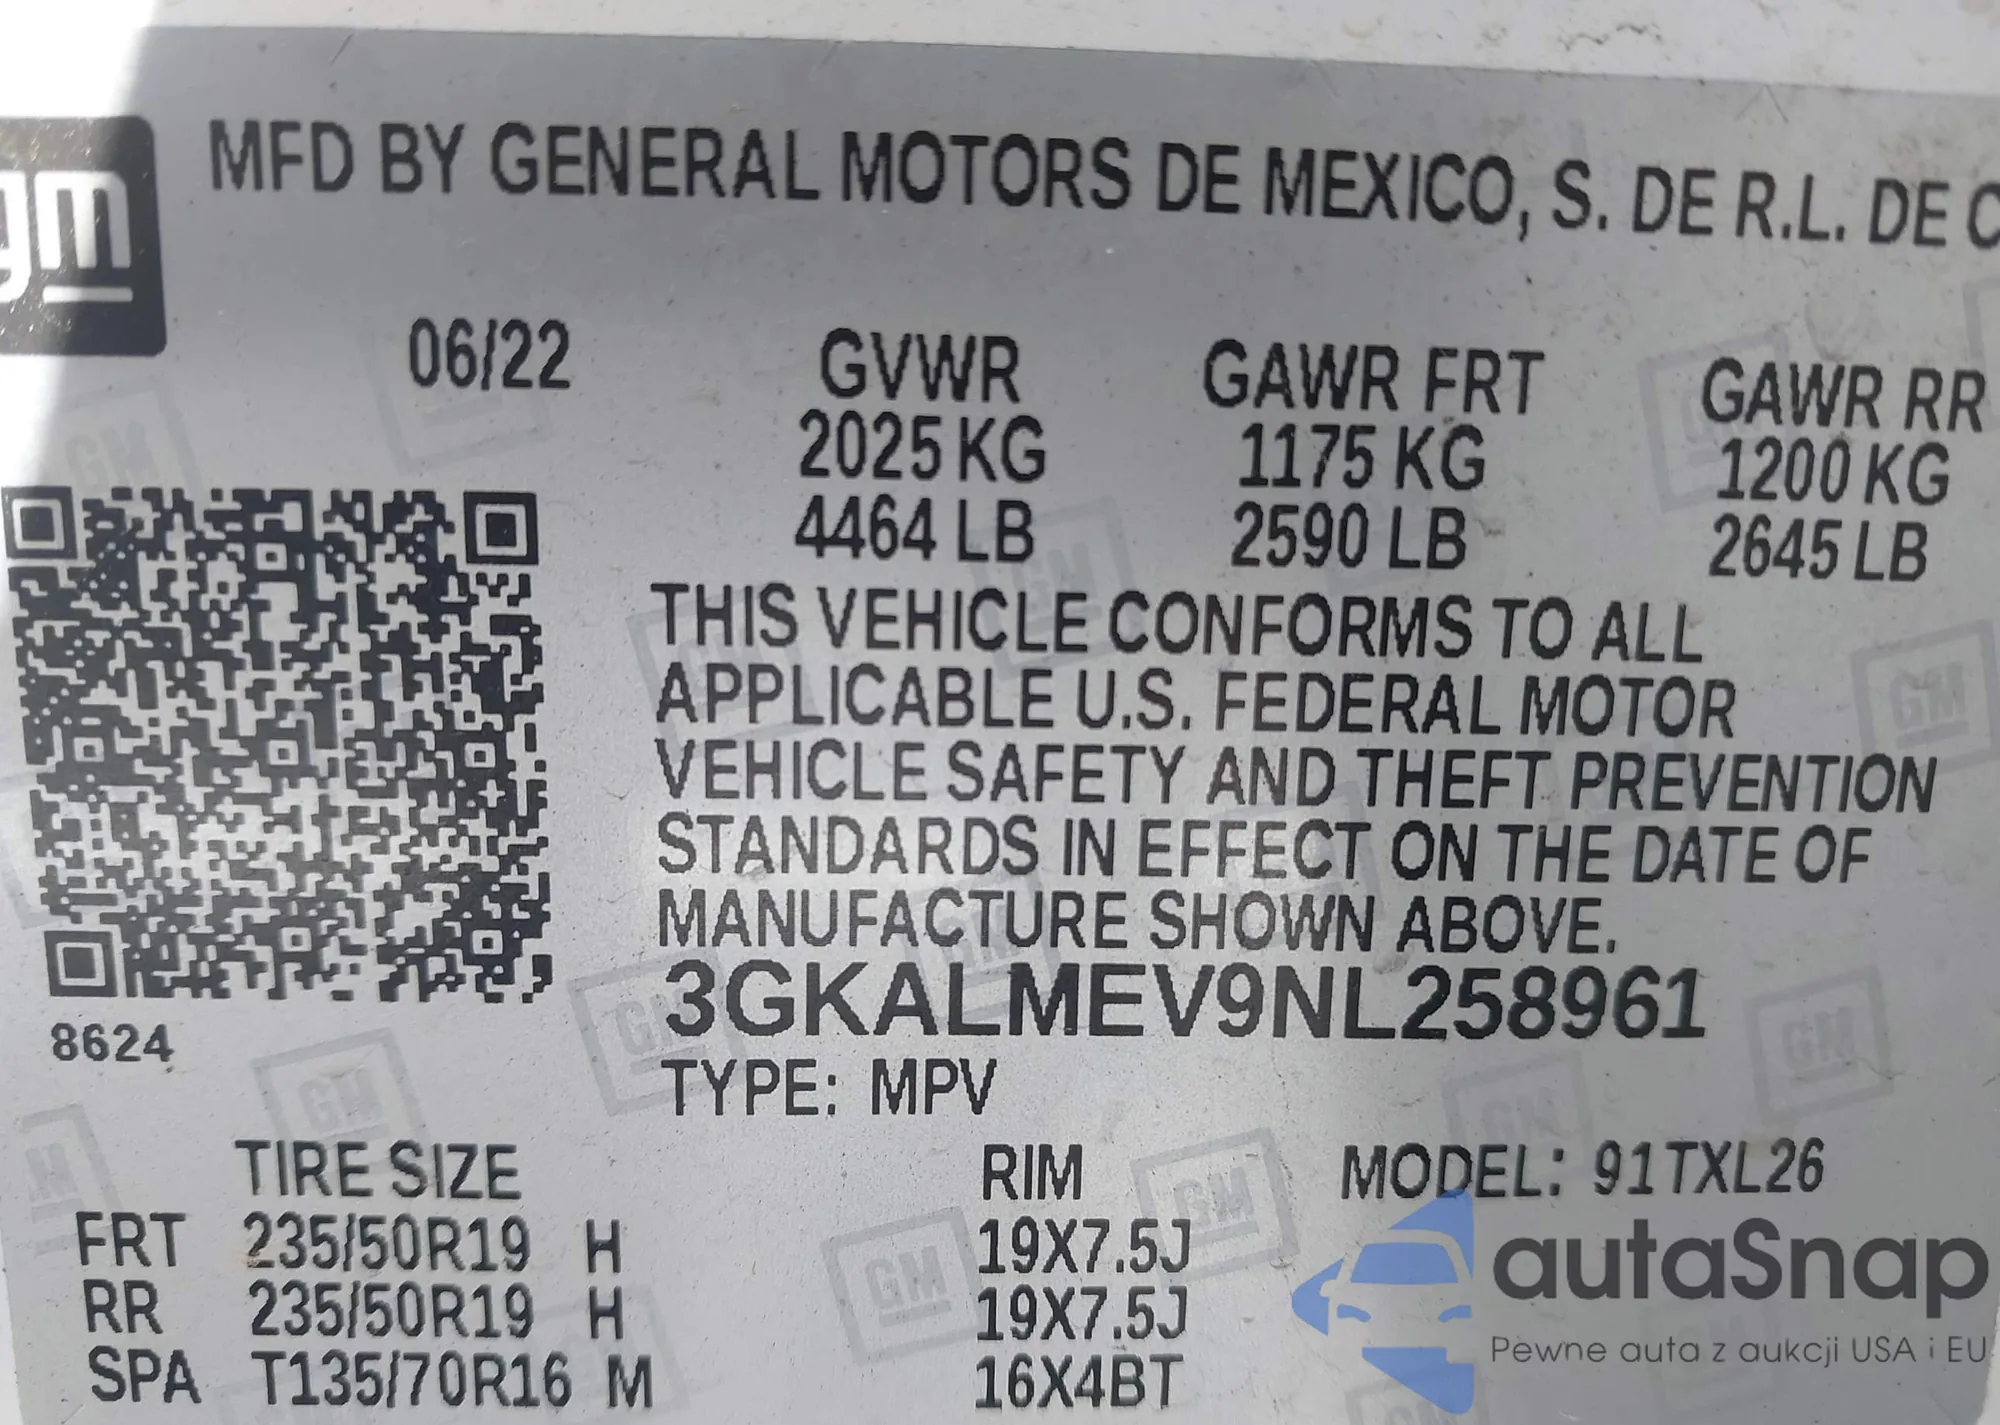 gm
MFD BY GENERAL MOTORS DE MEXICO, S. DE R.L. DE C
06/22 GVWR GAWR FRT GAWR RR
2025 KG 1175 KG 1200 KG
4464 LB 2590 LB 2645 LB
THIS VEHICLE CONFORMS TO ALL
APPLICABLE U.S. FEDERAL MOTOR
VEHICLE SAFETY AND THEFT PREVENTION
STANDARDS IN EFFECT ON THE DATE OF
MANUFACTURE SHOWN ABOVE.
3GKALMEV9NL258961
8624
TYPE: MPV
TIRE SIZE RIM MODEL: 91TXL26
FRT 235/50R19 H 19X7.5J
RR 235/50R19 H 19X7.5J
SPA T135/70R16 M 16X4BT
autaSnap
Pewne auta z aukcji USA i EU